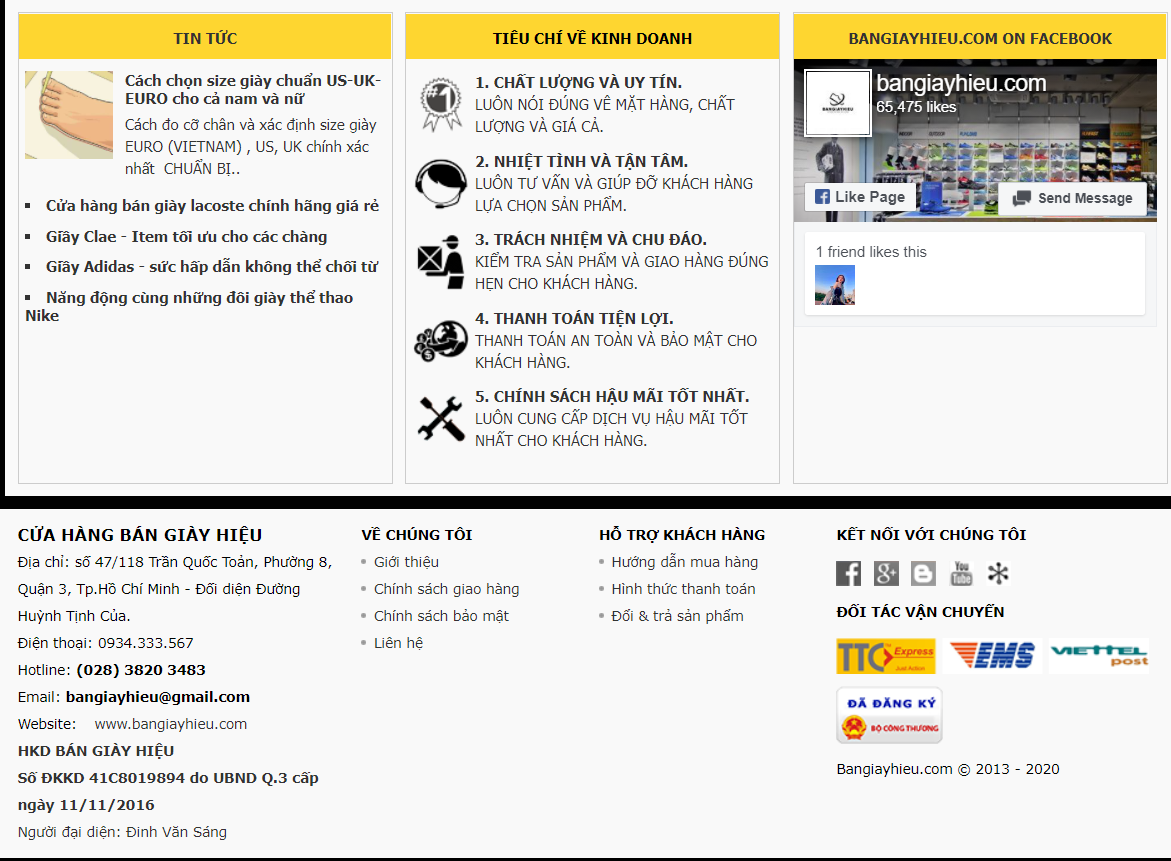 TIN TỨC
Cách chọn size giày chuẩn US-UK-
EURO cho cả nam và nữ
Cách đo cỡ chân và xác định size giày
EURO (VIETNAM) , US, UK chính xác
nhất CHUẨN BỊ..
Cửa hàng bán giày lacoste chính hãng giá rẻ
Giầy Clae - Item tối ưu cho các chàng
Giầy Adidas - sức hấp dẫn không thể chối từ
Năng động cùng những đôi giày thể thao
Nike
TIÊU CHÍ VỀ KINH DOANH
#1
1. CHẤT LƯỢNG VÀ UY TÍN.
LUÔN NÓI ĐÚNG VỀ MẶT HÀNG, CHẤT
LƯỢNG VÀ GIÁ CẢ.
2. NHIỆT TÌNH VÀ TẬN TÂM.
LUÔN TƯ VẤN VÀ GIÚP ĐỠ KHÁCH HÀNG
LỰA CHỌN SẢN PHẨM.
3. TRÁCH NHIỆM VÀ CHU ĐÁO.
KIỂM TRA SẢN PHẨM VÀ GIAO HÀNG ĐÚNG
HẸN CHO KHÁCH HÀNG.
4. THANH TOÁN TIỆN LỢI.
THANH TOÁN AN TOÀN VÀ BẢO MẬT CHO
KHÁCH HÀNG.
5. CHÍNH SÁCH HẬU MÃI TỐT NHẤT.
LUÔN CUNG CẤP DỊCH VỤ HẬU MÃI TỐT
NHẤT CHO KHÁCH HÀNG.
BANGIAYHIEU.COM ON FACEBOOK
BANGIAYHIEU
bangiayhieu.com
65,475 likes
Like Page
Send Message
1 friend likes this
CỬA HÀNG BÁN GIÀY HIỆU
Địa chỉ: số 47/118 Trần Quốc Toản, Phường 8,
Quận 3, Tp.Hồ Chí Minh - Đối diện Đường
Huỳnh Tịnh Của.
Điện thoại: 0934.333.567
Hotline: (028) 3820 3483
Email: bangiayhieu@gmail.com
Website: www.bangiayhieu.com
HKD BÁN GIÀY HIỆU
Số ĐKKD 41C8019894 do UBND Q.3 cấp
ngày 11/11/2016
Người đại diện: Đinh Văn Sáng
VỀ CHÚNG TÔI
Giới thiệu
Chính sách giao hàng
Chính sách bảo mật
Liên hệ
HỖ TRỢ KHÁCH HÀNG
Hướng dẫn mua hàng
Hình thức thanh toán
Đổi & trả sản phẩm
KẾT NỐI VỚI CHÚNG TÔI
You Tube
ĐỐI TÁC VẬN CHUYỂN
TTC Express
Just Action
EMS
VIETTEL
post
ĐÃ ĐĂNG KÝ
BỘ CÔNG THƯƠNG
Bangiayhieu.com © 2013 - 2020